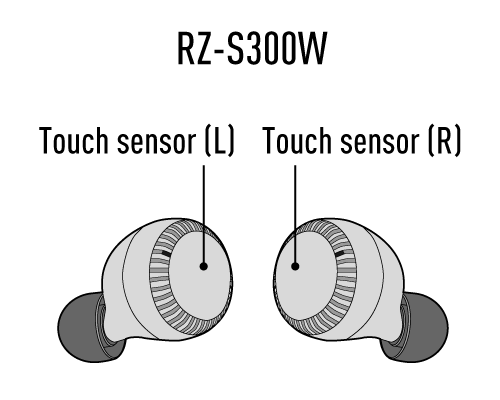 RZ-S300W
Touch sensor (L) Touch sensor (R)